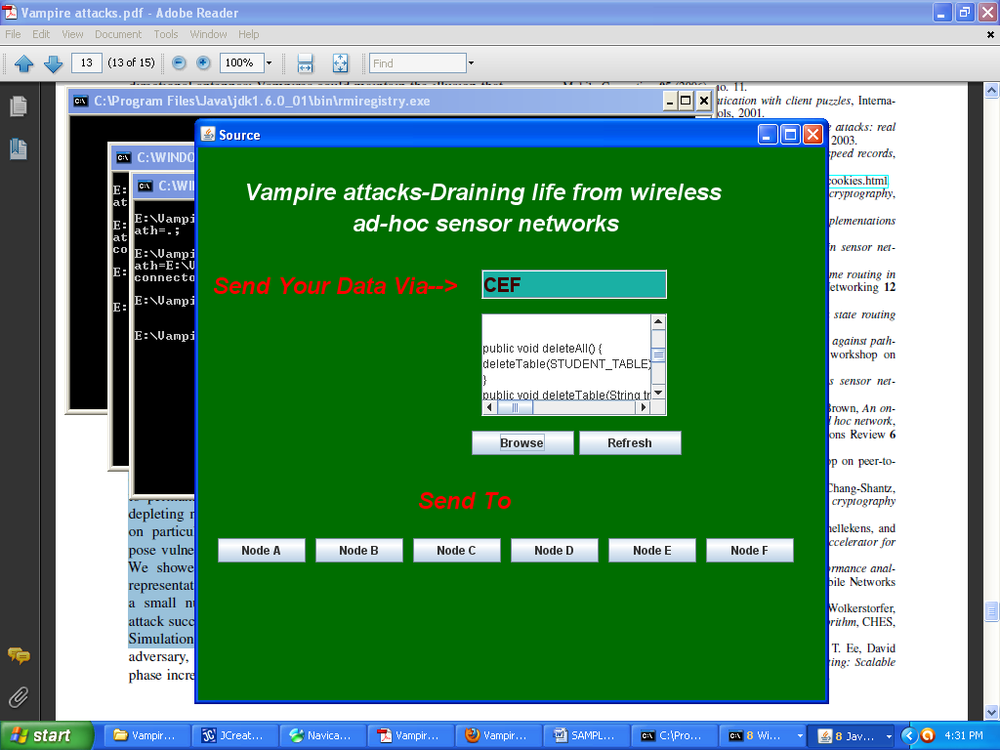 Vampire attacks.pdf - Adobe Reader
File Edit View Document Tools Window Help
13 (13 of 15) 100% Find
no. 11.
C:\Program Files\Java\jdk1.6.0_01\bin\rmiregistry.exe
tication with client puzzles, Interna-
ols, 2001.
Source
attacks: real
2003.
C:\WINDO
speed records,
C:\WI
cookies.html
Vampire attacks-Draining life from wireless
ad-hoc sensor networks
E:\Vampi
ath=.;
E:\Vampi
ath=E:\V
connecto
E:\Vampi
E:\Vampi
cryptography,
plementations
in sensor net-
me routing in
etworking 12
state routing
against path-
workshop on
s sensor net-
Brown, An on-
d hoc network,
ons Review 6
op on peer-to-
Chang-Shantz,
cryptography
hellekens, and
ccelerator for
ormance anal-
bile Networks
Wolkerstorfer,
orithm, CHES,
T. Ee, David
ting: Scalable
Send Your Data Via--> CEF
public void deleteAll() {
deleteTable(STUDENT_TABLE)
}
public void deleteTable(String tr
Browse Refresh
Send To
Node A Node B Node C Node D Node E Node F
depleting
on particul
pose vulne
We showe
representat
a small nu
attack succ
Simulation
adversary,
phase incre
start Vampir... JCreat... Navica... Vampir... Vampir... SAMPL... C:\Pro... 8 Wi... 8 Jav... 4:31 PM